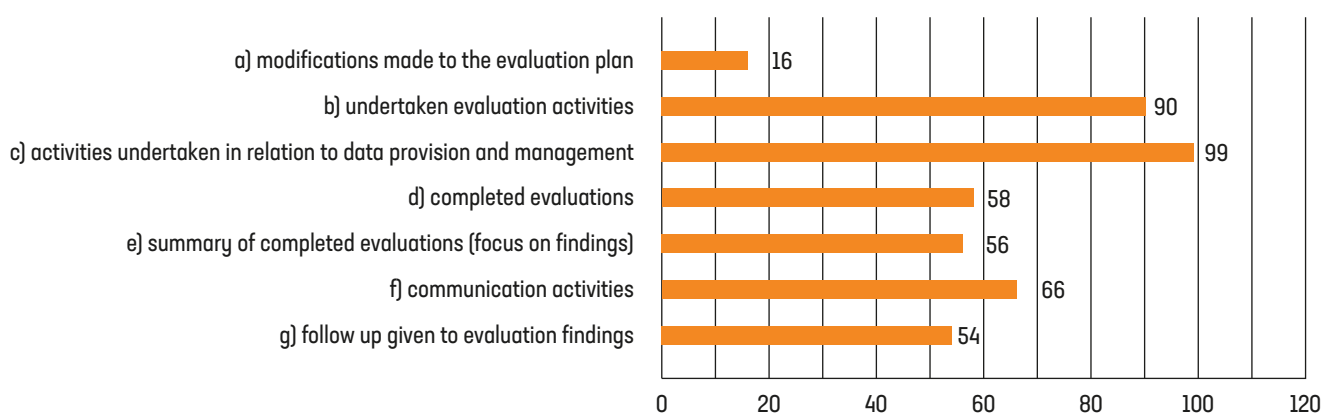 a) modifications made to the evaluation plan 16
b) undertaken evaluation activities 90
c) activities undertaken in relation to data provision and management 99
d) completed evaluations 58
e) summary of completed evaluations (focus on findings) 56
f) communication activities 66
g) follow up given to evaluation findings 54
0 20 40 60 80 100 120